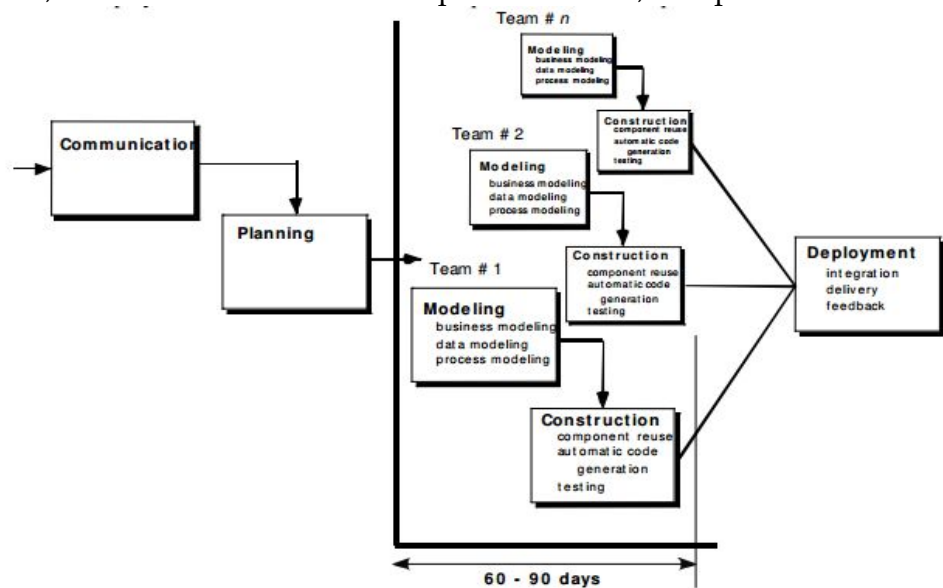 Team # n
Modeling
business modeling
data modeling
process modeling
Construction
component reuse
automatic code
generation
testing
Team # 2
Modeling
business modeling
data modeling
process modeling
Construction
component reuse
automatic code
generation
testing
Communication
Planning
Team # 1
Modeling
business modeling
data modeling
process modeling
Construction
component reuse
automatic code
generation
testing
Deployment
integration
delivery
feedback
60 - 90 days